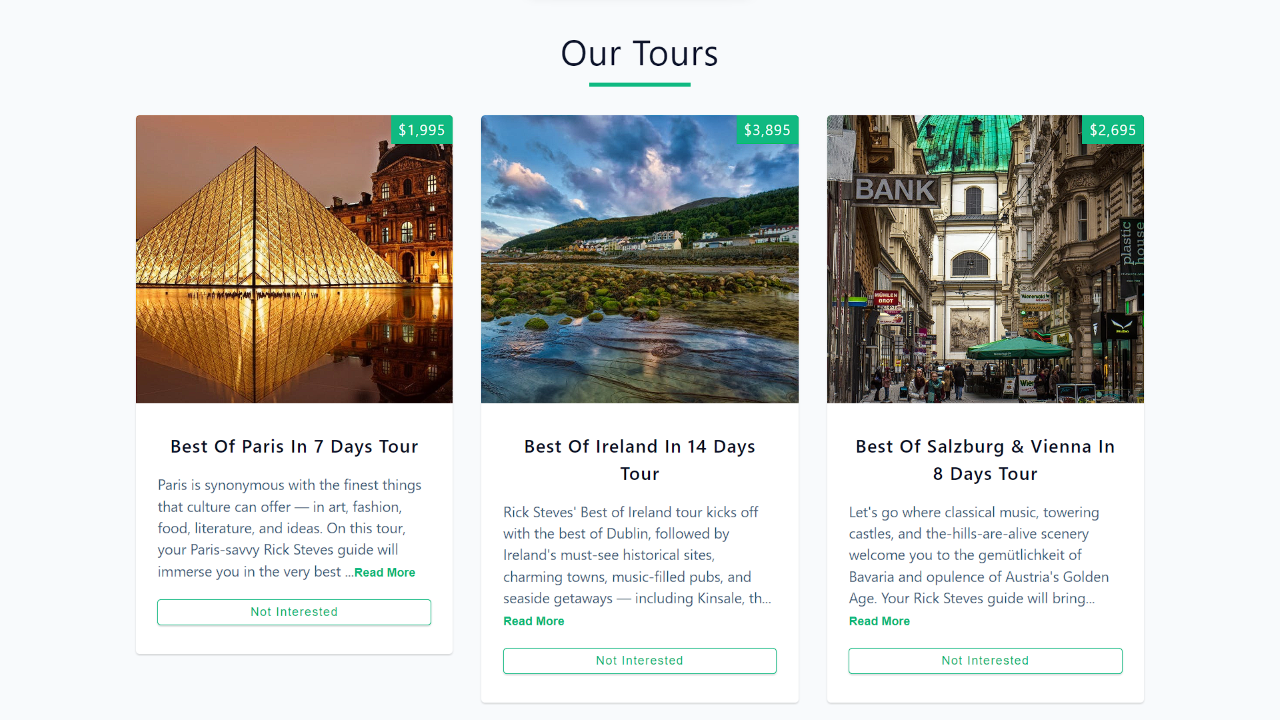 Our Tours
$1,995
Best Of Paris In 7 Days Tour
Paris is synonymous with the finest things
that culture can offer — in art, fashion,
food, literature, and ideas. On this tour,
your Paris-savvy Rick Steves guide will
immerse you in the very best ...Read More
Not Interested
$3,895
Best Of Ireland In 14 Days
Tour
Rick Steves' Best of Ireland tour kicks off
with the best of Dublin, followed by
Ireland's must-see historical sites,
charming towns, music-filled pubs, and
seaside getaways — including Kinsale, th...
Read More
Not Interested
$2,695
BANK
plastic
house
Best Of Salzburg & Vienna In
8 Days Tour
Let's go where classical music, towering
castles, and the-hills-are-alive scenery
welcome you to the gemütlichkeit of
Bavaria and opulence of Austria's Golden
Age. Your Rick Steves guide will bring...
Read More
Not Interested